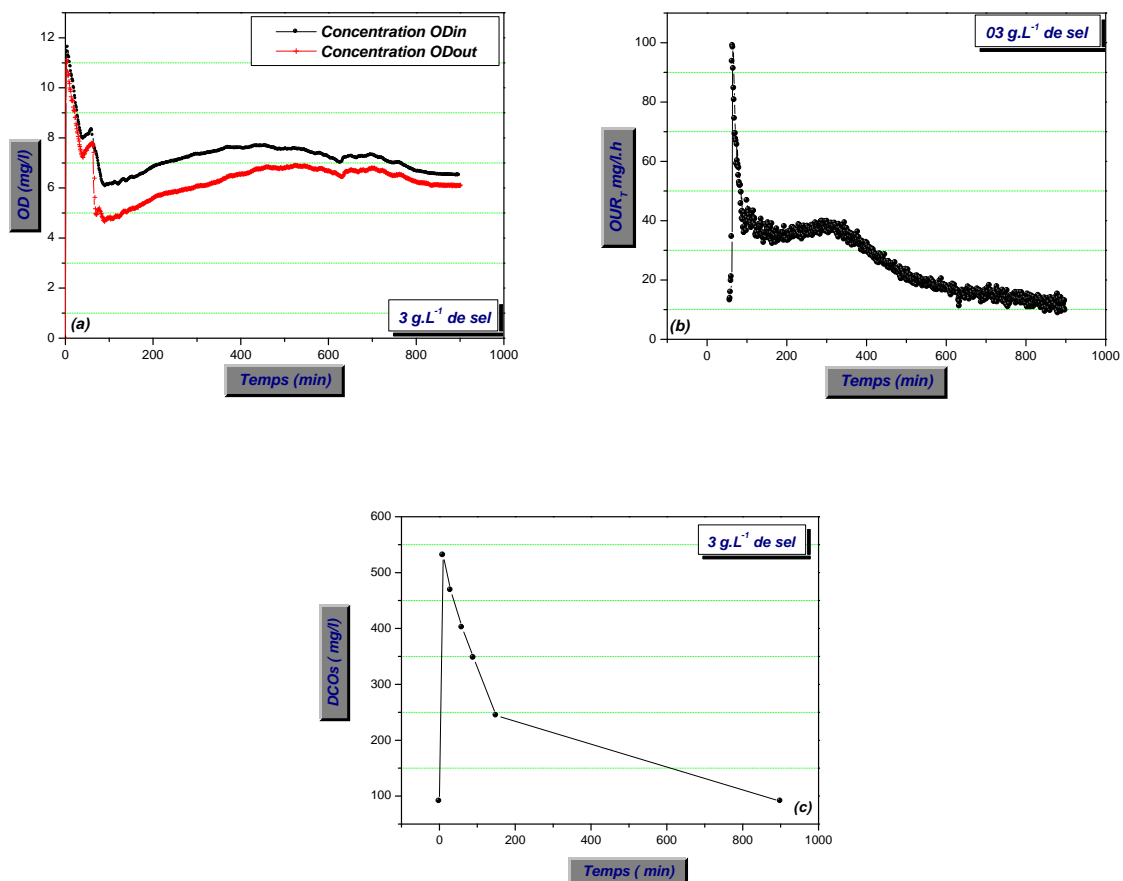 Concentration ODin
Concentration ODout
OD (mg/l)
12
10
8
6
4
2
0
(a)
3 g.L⁻¹ de sel
0
200
400
600
800
1000
Temps (min)
03 g.L⁻¹ de sel
OUR_T mg/l.h
100
80
60
40
20
0
(b)
0
200
400
600
800
1000
Temps (min)
3 g.L⁻¹ de sel
DCOs ( mg/l)
600
500
400
300
200
100
(c)
0
200
400
600
800
1000
Temps ( min)